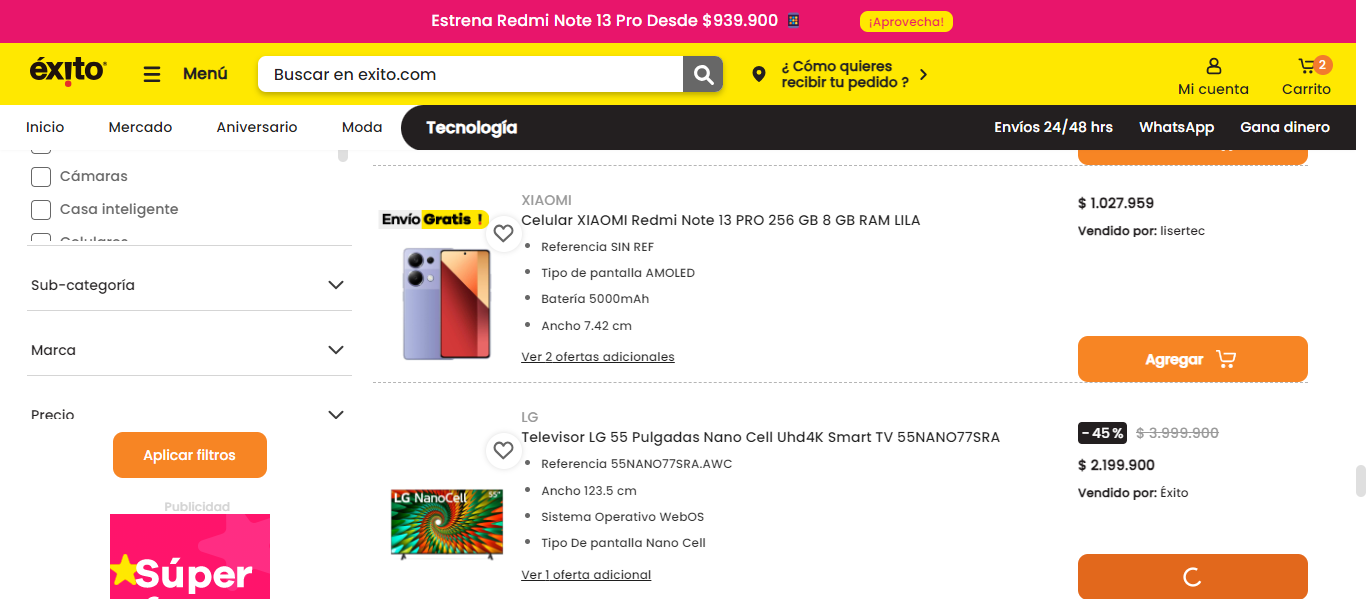 Estrena Redmi Note 13 Pro Desde $939.900 ¡Aprovecha!
éxito
Menú
Buscar en exito.com
¿ Cómo quieres
recibir tu pedido ?
Mi cuenta
2
Carrito
Inicio Mercado Aniversario Moda Tecnología Envíos 24/48 hrs WhatsApp Gana dinero
Cámaras
Casa inteligente
Celulares
Sub-categoría
Marca
Precio
Aplicar filtros
Publicidad
Súper
Envío Gratis !
XIAOMI
Celular XIAOMI Redmi Note 13 PRO 256 GB 8 GB RAM LILA
Referencia SIN REF
Tipo de pantalla AMOLED
Batería 5000mAh
Ancho 7.42 cm
Ver 2 ofertas adicionales
$ 1.027.959
Vendido por: lisertec
Agregar
LG NanoCell 55"
LG
Televisor LG 55 Pulgadas Nano Cell Uhd4K Smart TV 55NANO77SRA
Referencia 55NANO77SRA.AWC
Ancho 123.5 cm
Sistema Operativo WebOS
Tipo De pantalla Nano Cell
Ver 1 oferta adicional
- 45 % $ 3.999.900
$ 2.199.900
Vendido por: Éxito